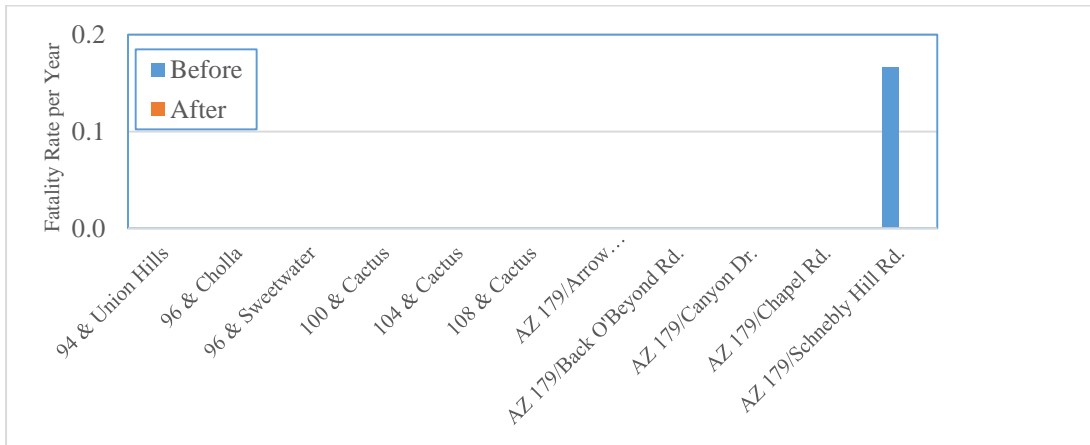 Fatality Rate per Year
0.2
0.1
0.0
Before
After
94 & Union Hills
96 & Cholla
96 & Sweetwater
100 & Cactus
104 & Cactus
108 & Cactus
AZ 179/Arrow…
AZ 179/Back O'Beyond Rd.
AZ 179/Canyon Dr.
AZ 179/Chapel Rd.
AZ 179/Schnebly Hill Rd.